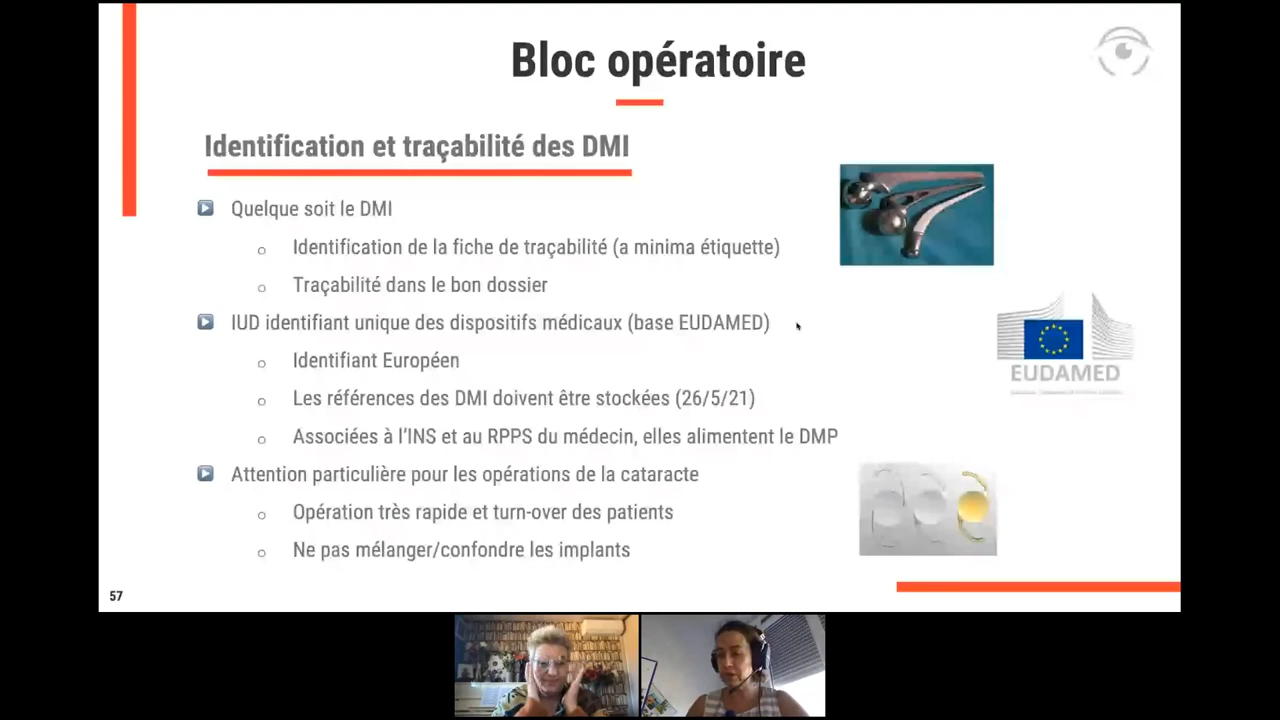 Bloc opératoire
Identification et traçabilité des DMI
Quelque soit le DMI
Identification de la fiche de traçabilité (a minima étiquette)
Traçabilité dans le bon dossier
IUD identifiant unique des dispositifs médicaux (base EUDAMED)
Identifiant Européen
Les références des DMI doivent être stockées (26/5/21)
Associées à l'INS et au RPPS du médecin, elles alimentent le DMP
EUDAMED
Attention particulière pour les opérations de la cataracte
Opération très rapide et turn-over des patients
Ne pas mélanger/confondre les implants
57